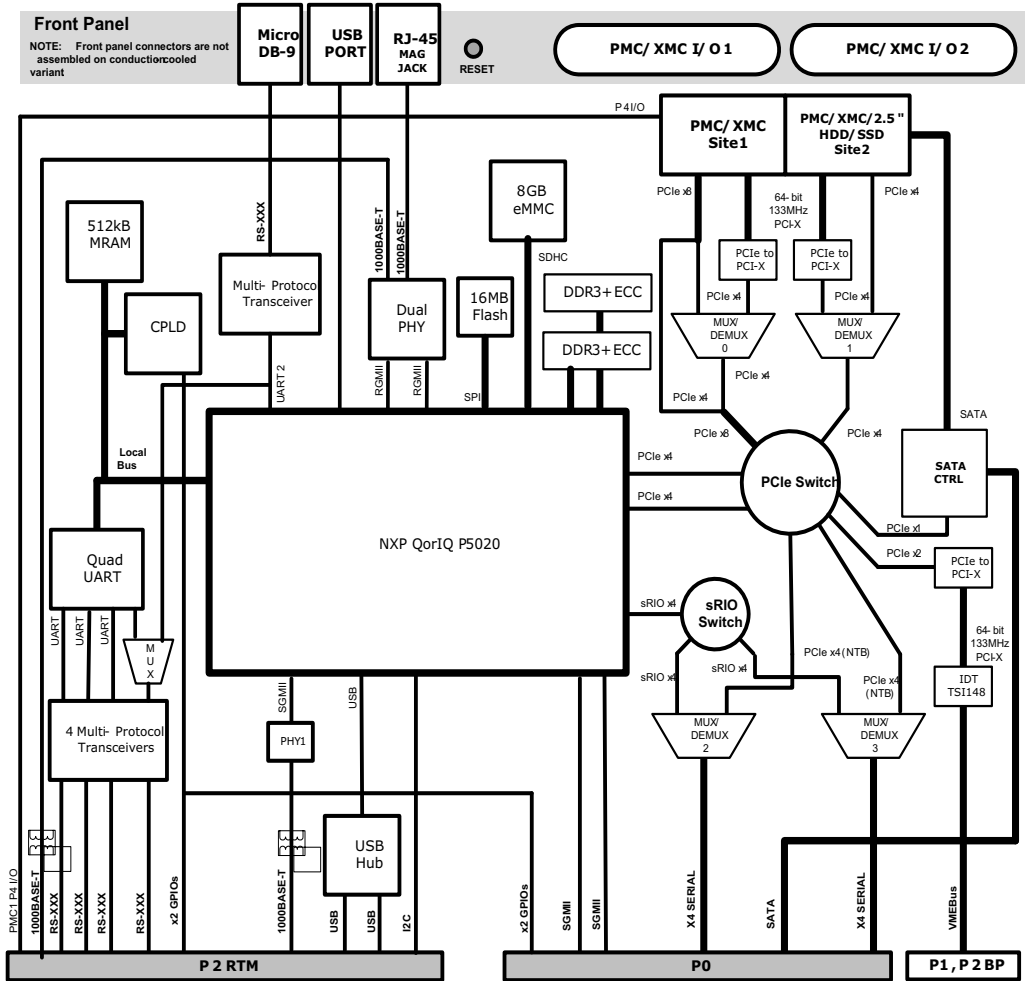 Front Panel
NOTE: Front panel connectors are not
assembled on conductioncooled
variant
Micro
DB-9
USB
PORT
RJ-45
MAG
JACK
RESET
PMC/ XMC I/ O 1
PMC/ XMC I/ O 2
P 4 I/O
PMC/ XMC
Site1
PMC/ XMC/2.5 "
HDD/ SSD
Site2
PCIe x8
64- bit
133MHz
PCI-X
PCIe x4
512kB
MRAM
RS-XXX
1000BASE-T
1000BASE-T
8GB
eMMC
SDHC
PCIe to
PCI-X
PCIe to
PCI-X
CPLD
Multi- Protocol
Transceiver
Dual
PHY
16MB
Flash
DDR3+ ECC
DDR3+ ECC
PCIe x4
PCIe x4
MUX/
DEMUX
0
MUX/
DEMUX
1
UART 2
RGMII
RGMII
SPI
PCIe x4
PCIe x4
PCIe x8
PCIe x4
SATA
Local
Bus
PCIe x4
PCIe x4
PCIe Switch
SATA
CTRL
NXP QorIQ P5020
PCIe x1
PCIe x2
PCIe to
PCI-X
Quad
UART
UART
UART
UART
M
U
X
sRIO x4
sRIO
Switch
64- bit
133MHz
PCI-X
sRIO x4
sRIO x4
PCIe x4 (NTB)
PCIe x4
(NTB)
IDT
TSI148
SGMII
USB
4 Multi- Protocol
Transceivers
PHY1
MUX/
DEMUX
2
MUX/
DEMUX
3
USB
Hub
PMC1 P4 I/O
1000BASE-T
RS-XXX
RS-XXX
RS-XXX
RS-XXX
x2 GPIOs
1000BASE-T
USB
USB
I2C
x2 GPIOs
SGMII
SGMII
X4 SERIAL
SATA
X4 SERIAL
VMEBus
P 2 RTM
P0
P1 , P 2 BP